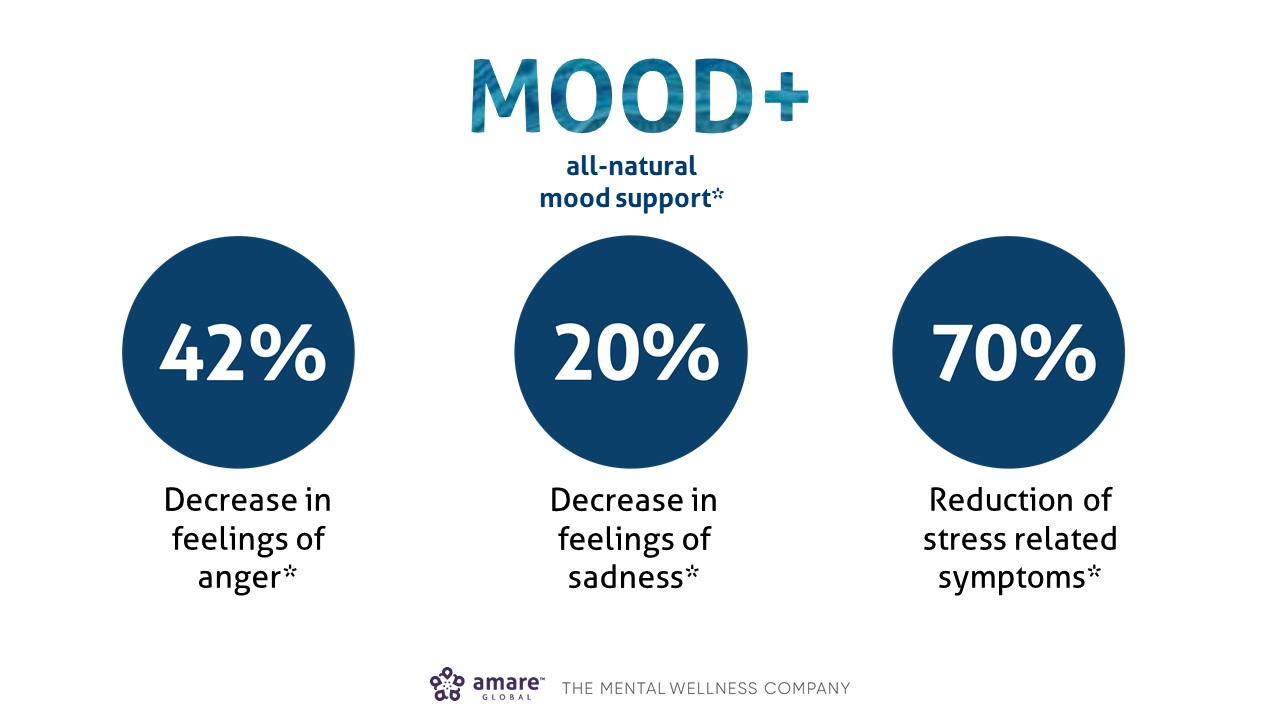 MOOD+
all-natural
mood support*
42%
20%
70%
Decrease in
feelings of
anger*
Decrease in
feelings of
sadness*
Reduction of
stress related
symptoms*
amare™
GLOBAL
THE MENTAL WELLNESS COMPANY